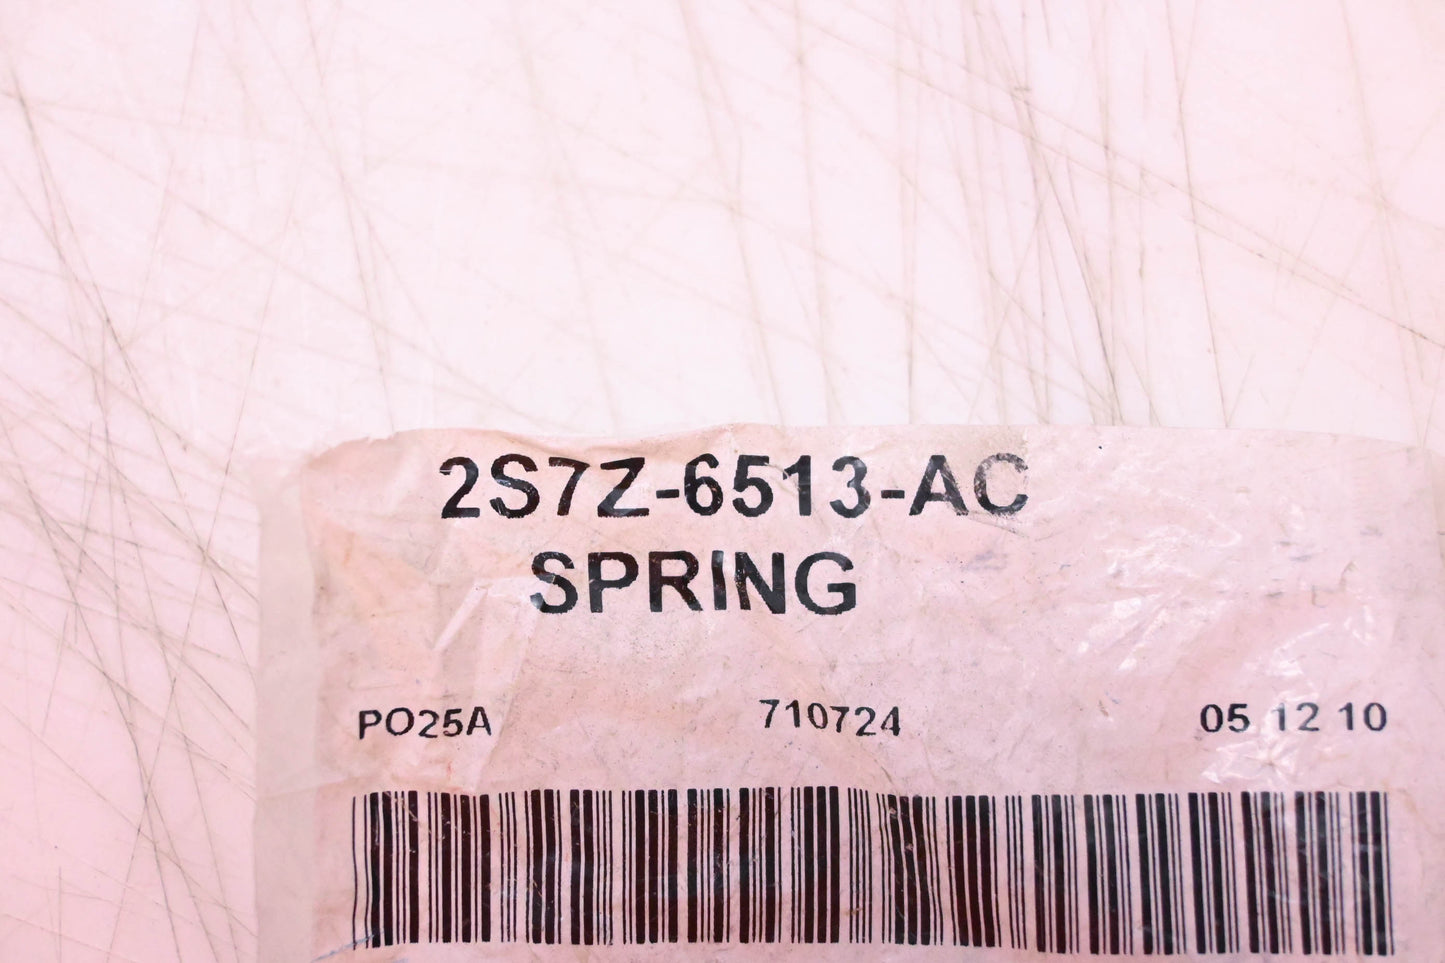 2S7Z-6513-AC
SPRING
PO25A 710724 05 12 10